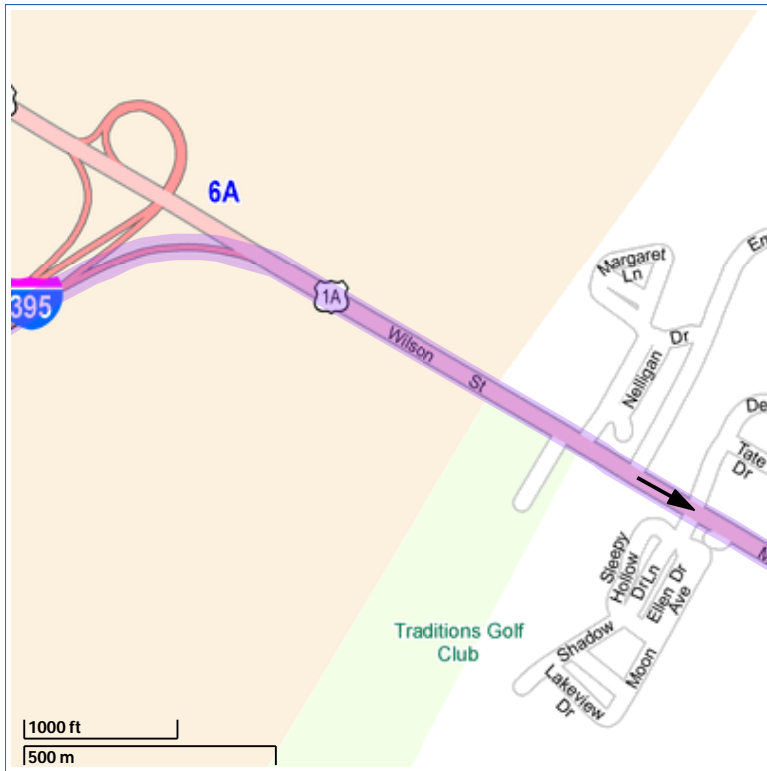 6A
395
1A
Wilson
St
Margaret
Ln
Dr
Nelligan
Tate
Dr
Sleepy
Hollow
Dr
Ln
Ellen Dr
Ave
Shadow
Moon
Lakeview
Dr
Traditions Golf
Club
1000 ft
500 m